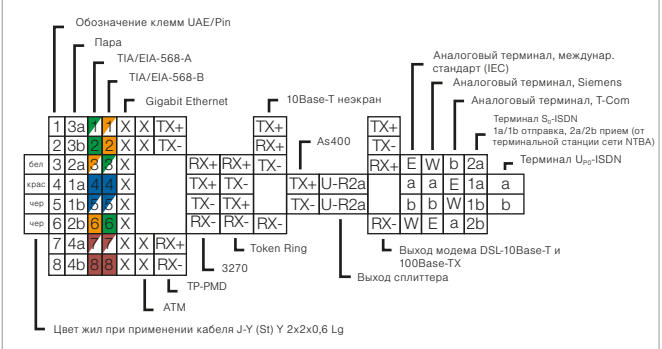 Обозначение клемм UAE/Pin
Пара
TIA/EIA-568-A
TIA/EIA-568-B
Gigabit Ethernet
10Base-T неэкран
As400
Аналоговый терминал, междунар.
стандарт (IEC)
Аналоговый терминал, Siemens
Аналоговый терминал, T-Com
Терминал S₀-ISDN
1a/1b отправка, 2a/2b прием (от
терминальной станции сети NTBA)
Терминал Uₚ₀-ISDN
1 3a 1 1 X X TX+ TX+ TX+
2 3b 2 2 X X TX- RX+ TX-
бел 3 2a 3 3 X RX+ RX+ TX- RX+ E W b 2a
крас 4 1a 4 4 X TX+ TX- TX+ U-R2a a a E 1a a
чер 5 1b 5 5 X TX- TX+ TX- U-R2a b b W 1b b
чер 6 2b 6 6 X RX- RX- RX- RX- W E a 2b
7 4a 7 7 X X RX+
8 4b 8 8 X X RX-
Token Ring
3270
TP-PMD
ATM
Выход модема DSL-10Base-T и
100Base-TX
Выход сплиттера
Цвет жил при применении кабеля J-Y (St) Y 2x2x0,6 Lg